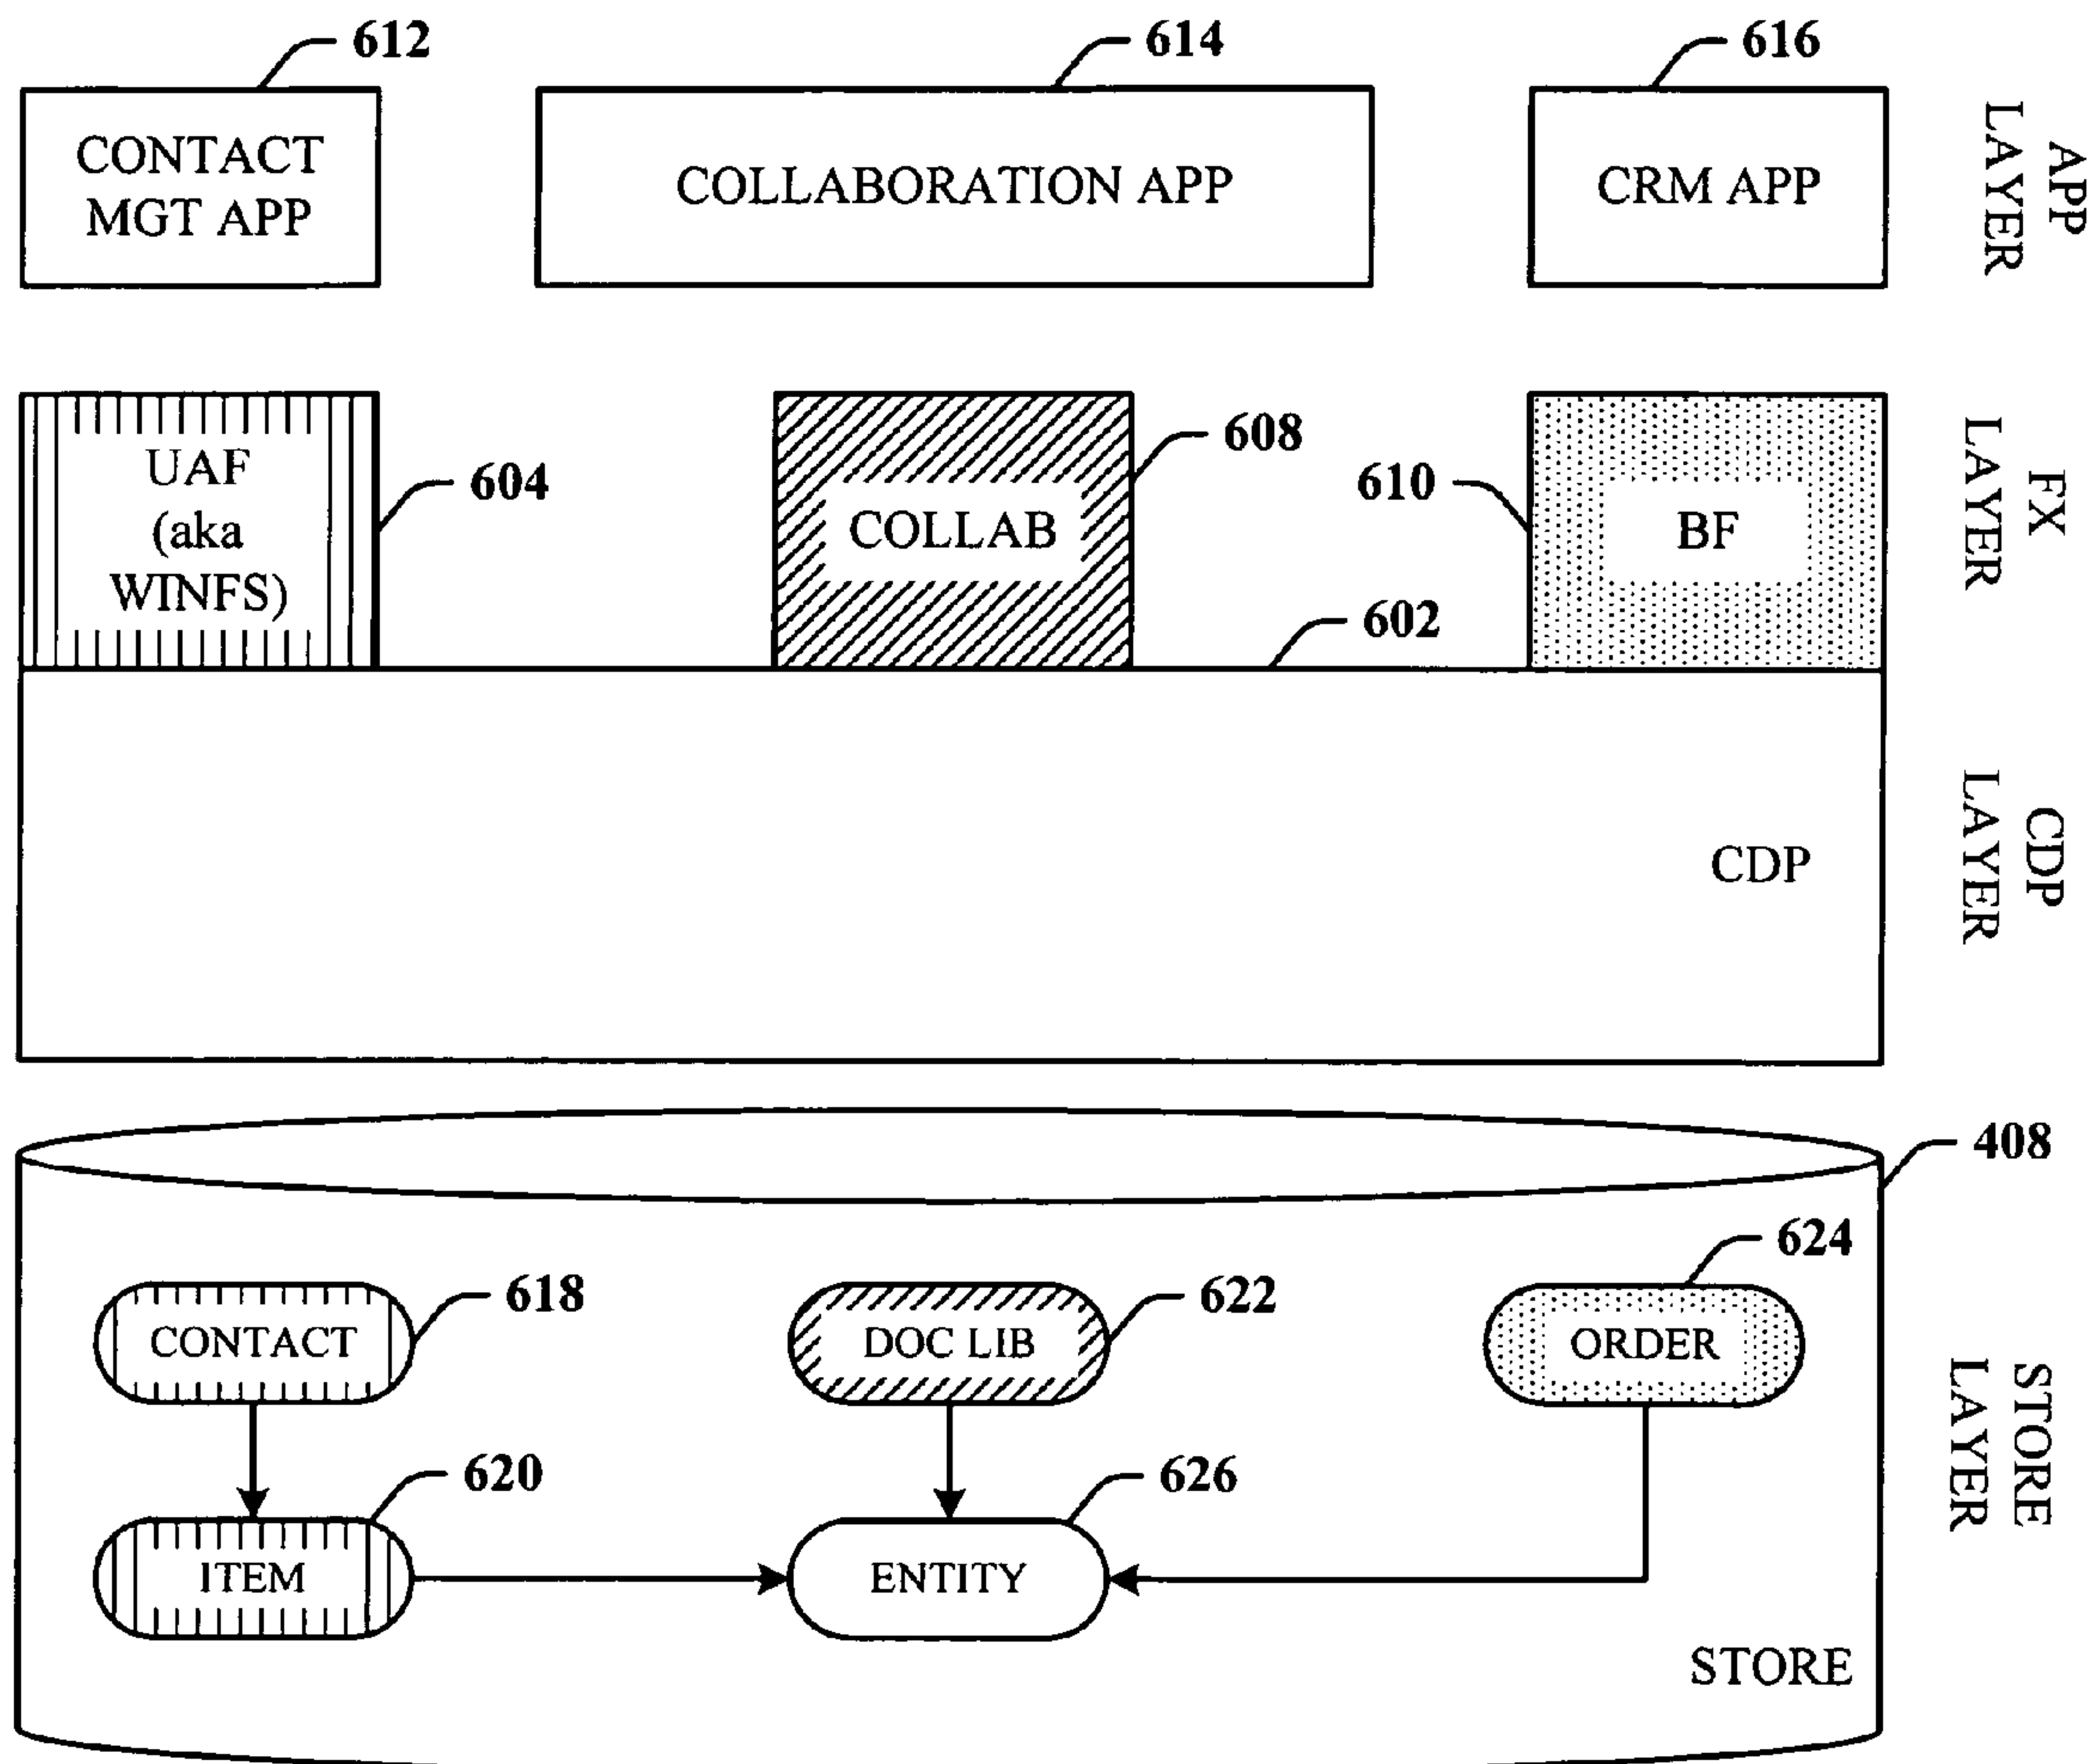 612
614
616
CONTACT
MGT APP
COLLABORATION APP
CRM APP
APP
LAYER
UAF
(aka
WINFS)
604
COLLAB
608
610
BF
602
FX
LAYER
CDP
CDP
LAYER
408
624
618
622
CONTACT
DOC LIB
ORDER
620
626
ITEM
ENTITY
STORE
STORE
LAYER